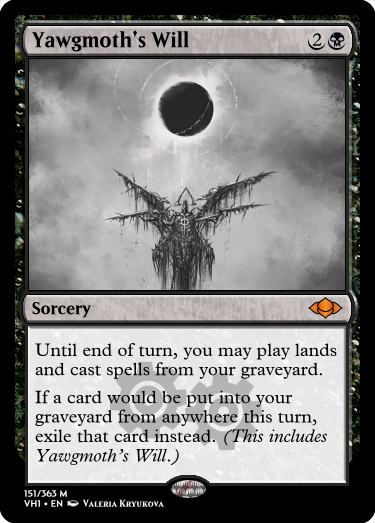 Yawgmoth's Will 2
Sorcery
Until end of turn, you may play lands
and cast spells from your graveyard.
If a card would be put into your
graveyard from anywhere this turn,
exile that card instead. (This includes
Yawgmoth's Will.)
151/363 M
VH1 • EN Valeria Kryukova